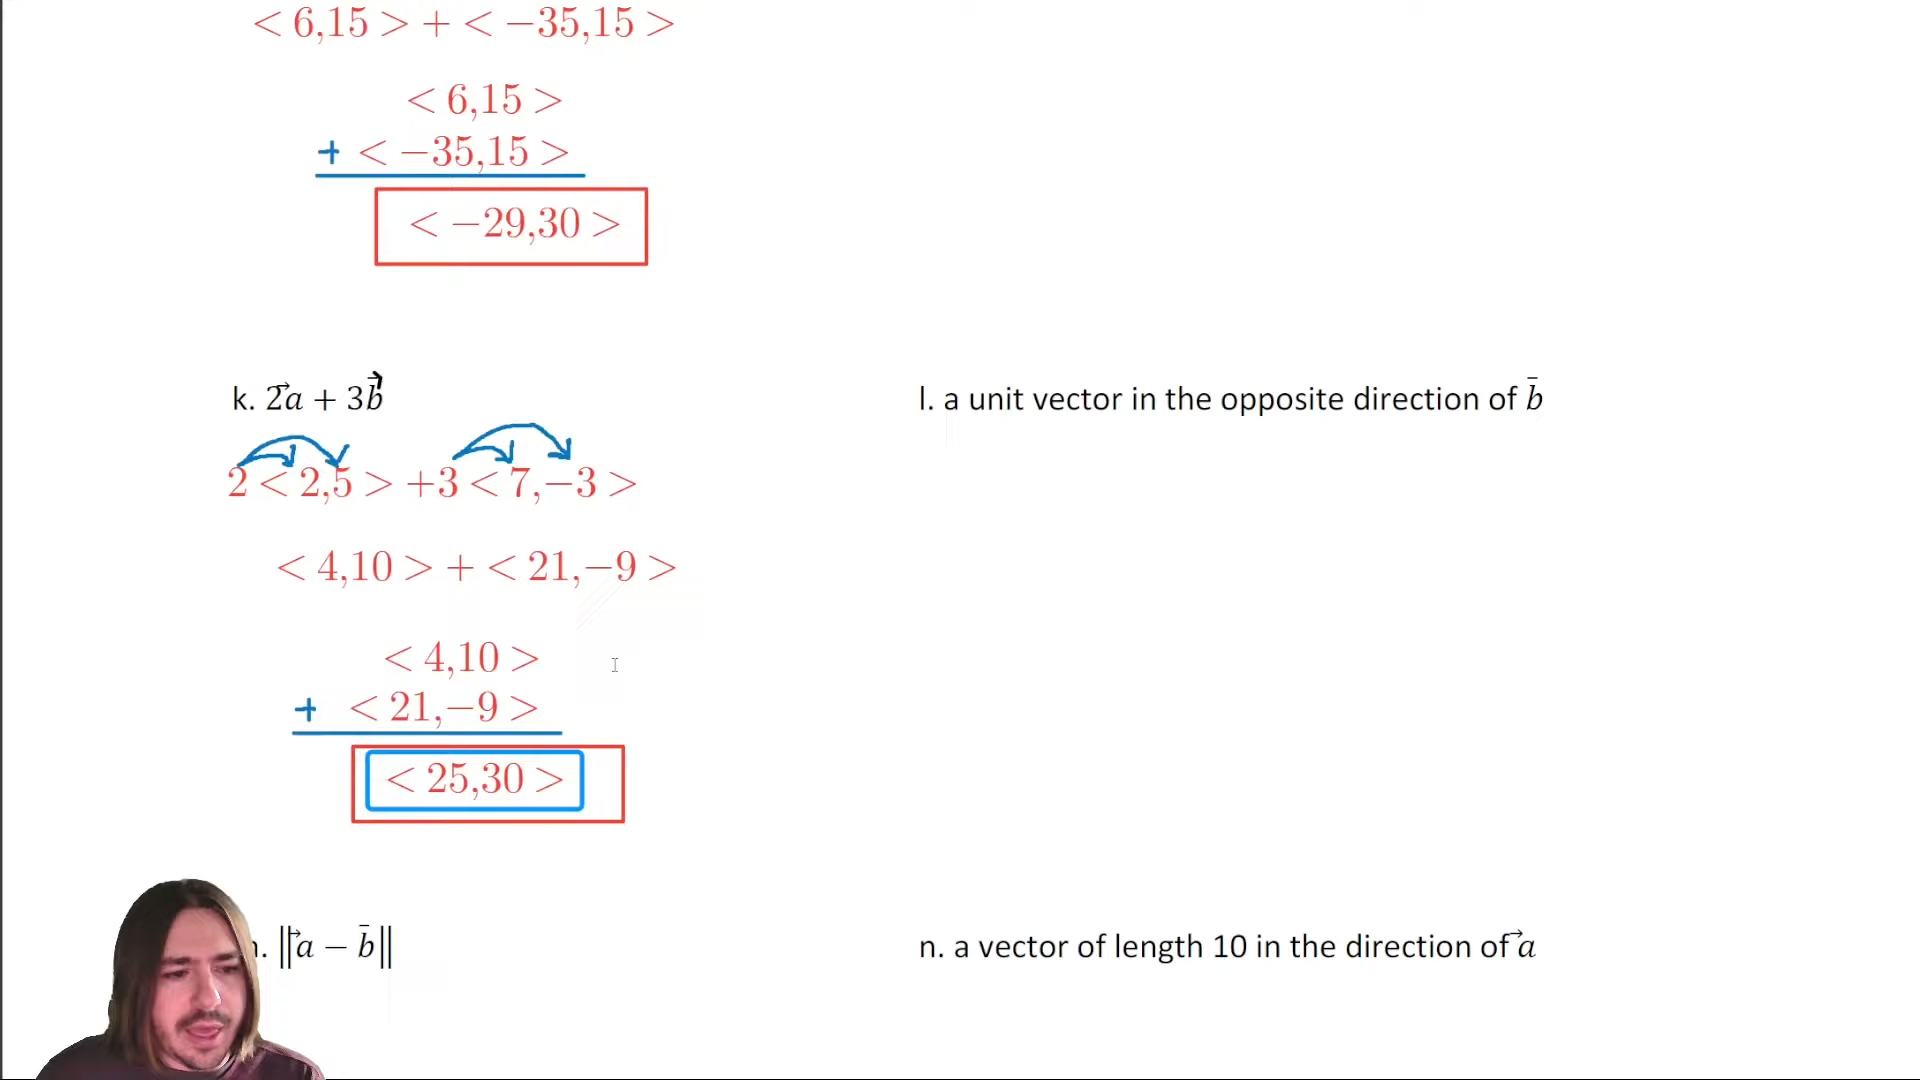 < 6,15 > + < −35,15 >
< 6,15 >
+ < −35,15 >
< −29,30 >
k. 2a⃗ + 3b⃗
2 < 2,5 > +3 < 7,−3 >
< 4,10 > + < 21,−9 >
< 4,10 >
+ < 21,−9 >
< 25,30 >
l. a unit vector in the opposite direction of b̄
. ‖a⃗ − b̄‖
n. a vector of length 10 in the direction of a⃗